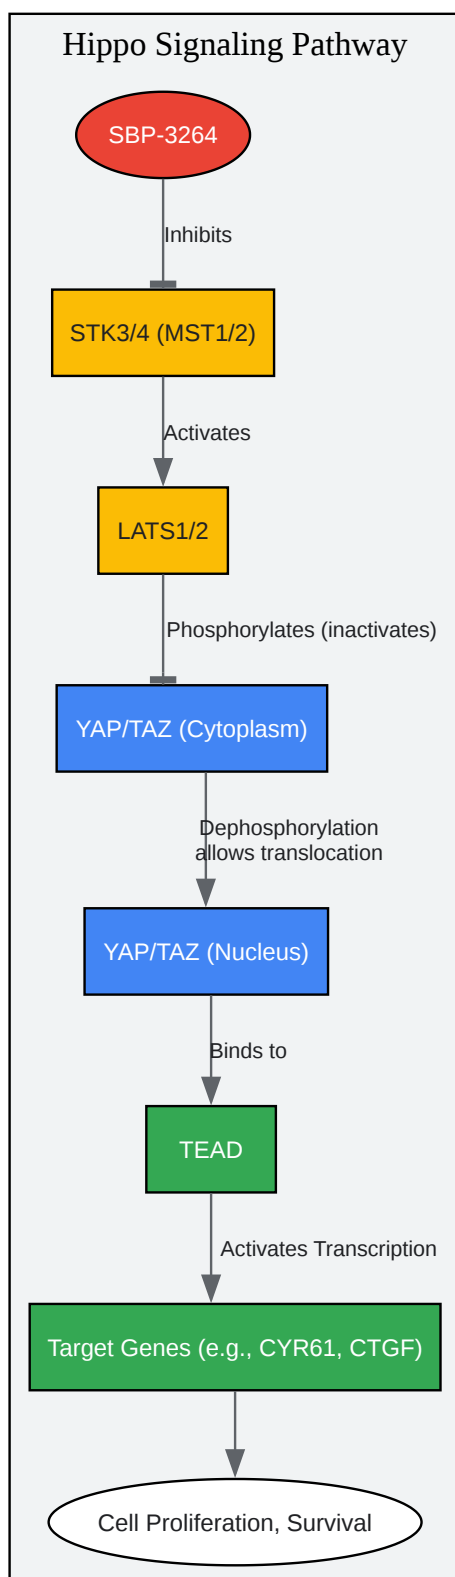 Hippo Signaling Pathway
SBP-3264
Inhibits
STK3/4 (MST1/2)
Activates
LATS1/2
Phosphorylates (inactivates)
YAP/TAZ (Cytoplasm)
Dephosphorylation
allows translocation
YAP/TAZ (Nucleus)
Binds to
TEAD
Activates Transcription
Target Genes (e.g., CYR61, CTGF)
Cell Proliferation, Survival